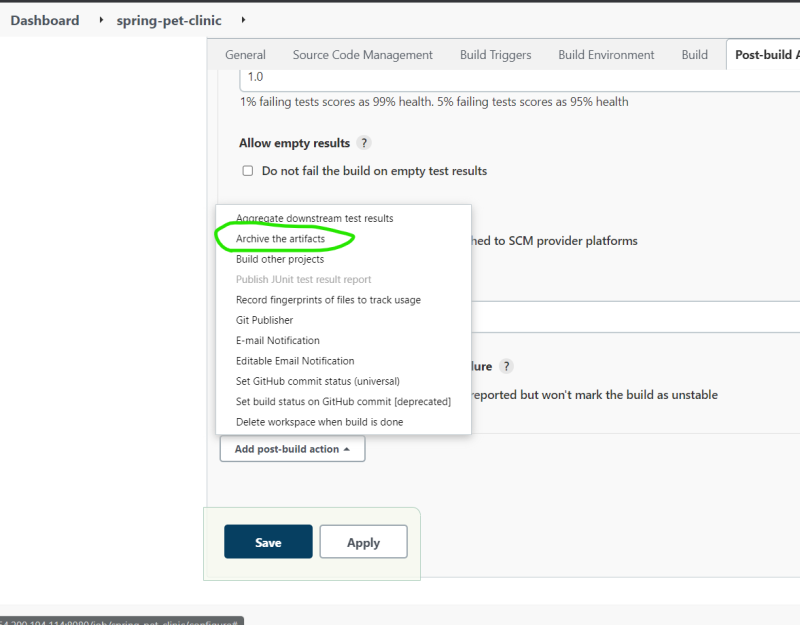 Dashboard spring-pet-clinic
General Source Code Management Build Triggers Build Environment Build Post-build A
1.0
1% failing tests scores as 99% health. 5% failing tests scores as 95% health
Allow empty results ?
Do not fail the build on empty test results
Aggregate downstream test results
Archive the artifacts
hed to SCM provider platforms
Build other projects
Publish JUnit test result report
Record fingerprints of files to track usage
Git Publisher
E-mail Notification
Editable Email Notification
lure ?
Set GitHub commit status (universal)
reported but won't mark the build as unstable
Set build status on GitHub commit [deprecated]
Delete workspace when build is done
Add post-build action
Save Apply